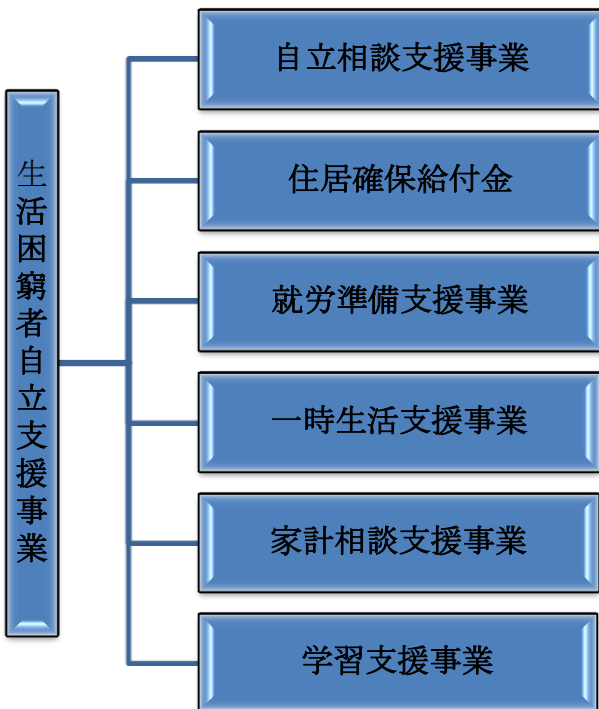 生活困窮者自立支援事業
自立相談支援事業
住居確保給付金
就労準備支援事業
一時生活支援事業
家計相談支援事業
学習支援事業